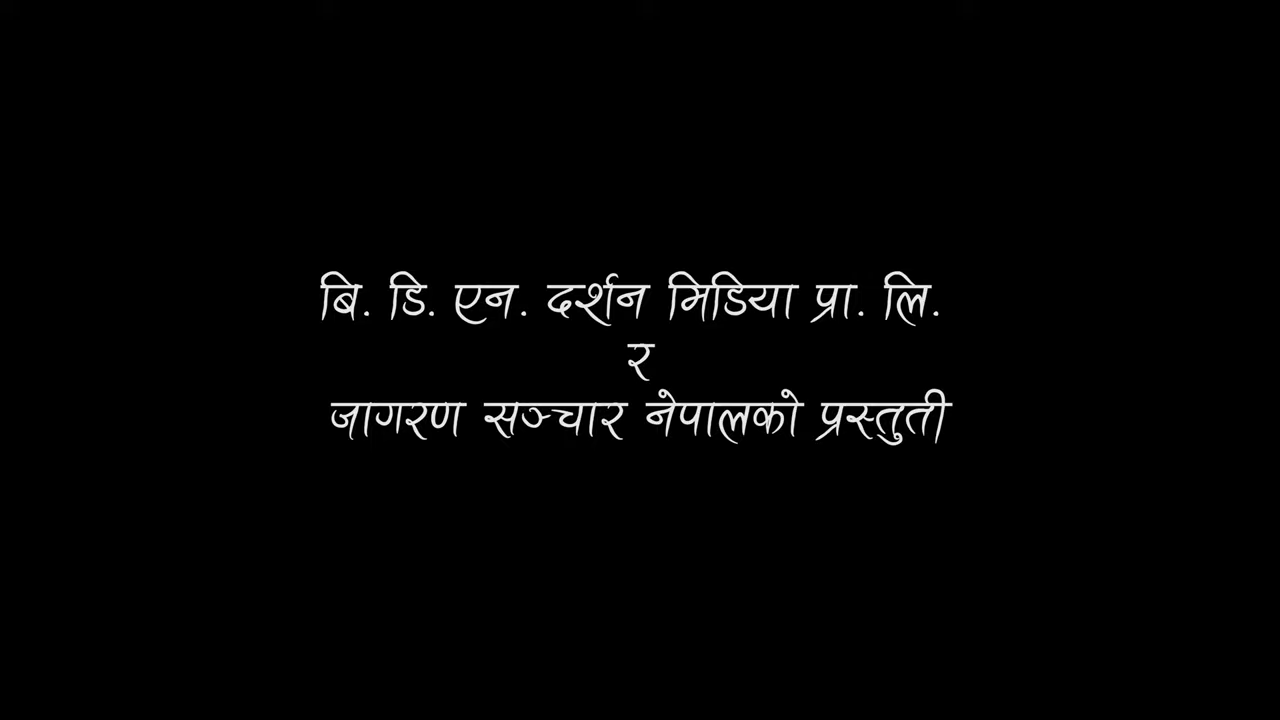 बि. डि. एन. दर्शन मिडिया प्रा. लि.
र
जागरण सञ्चार नेपालको प्रस्तुती